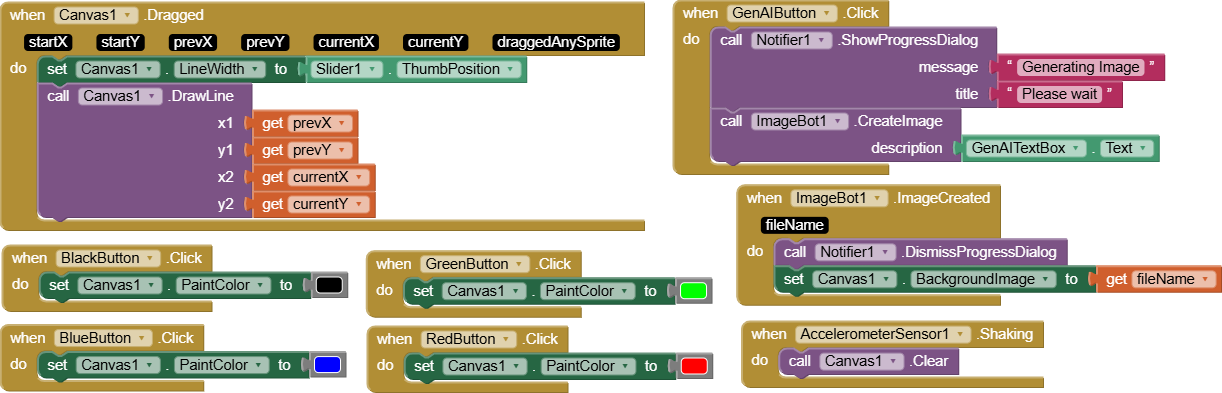 when Canvas1 .Dragged
startX startY prevX prevY currentX currentY draggedAnySprite
do set Canvas1 . LineWidth to Slider1 . ThumbPosition
call Canvas1 .DrawLine
x1 get prevX
y1 get prevY
x2 get currentX
y2 get currentY
when BlackButton .Click
do set Canvas1 . PaintColor to
when GreenButton .Click
do set Canvas1 . PaintColor to
when BlueButton .Click
do set Canvas1 . PaintColor to
when RedButton .Click
do set Canvas1 . PaintColor to
when GenAIButton .Click
do call Notifier1 .ShowProgressDialog
message “ Generating Image ”
title “ Please wait ”
call ImageBot1 .CreateImage
description GenAITextBox . Text
when ImageBot1 .ImageCreated
fileName
do call Notifier1 .DismissProgressDialog
set Canvas1 . BackgroundImage to get fileName
when AccelerometerSensor1 .Shaking
do call Canvas1 .Clear